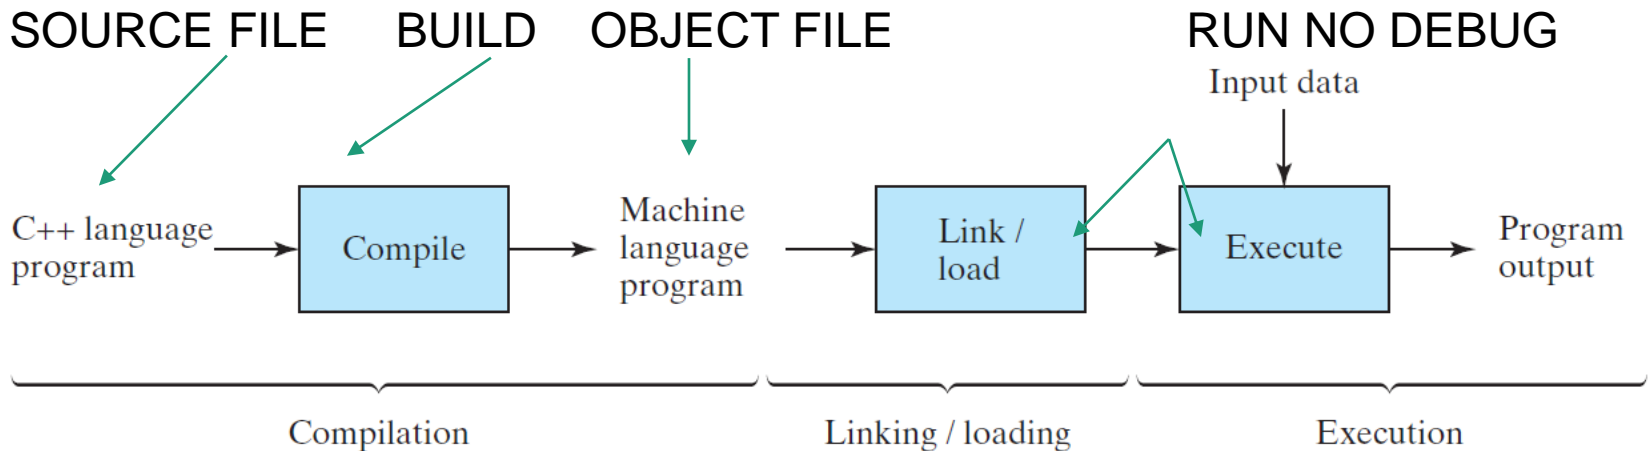 SOURCE FILE BUILD OBJECT FILE RUN NO DEBUG
Input data
C++ language
program
Compile
Machine
language
program
Link /
load
Execute
Program
output
Compilation Linking / loading Execution